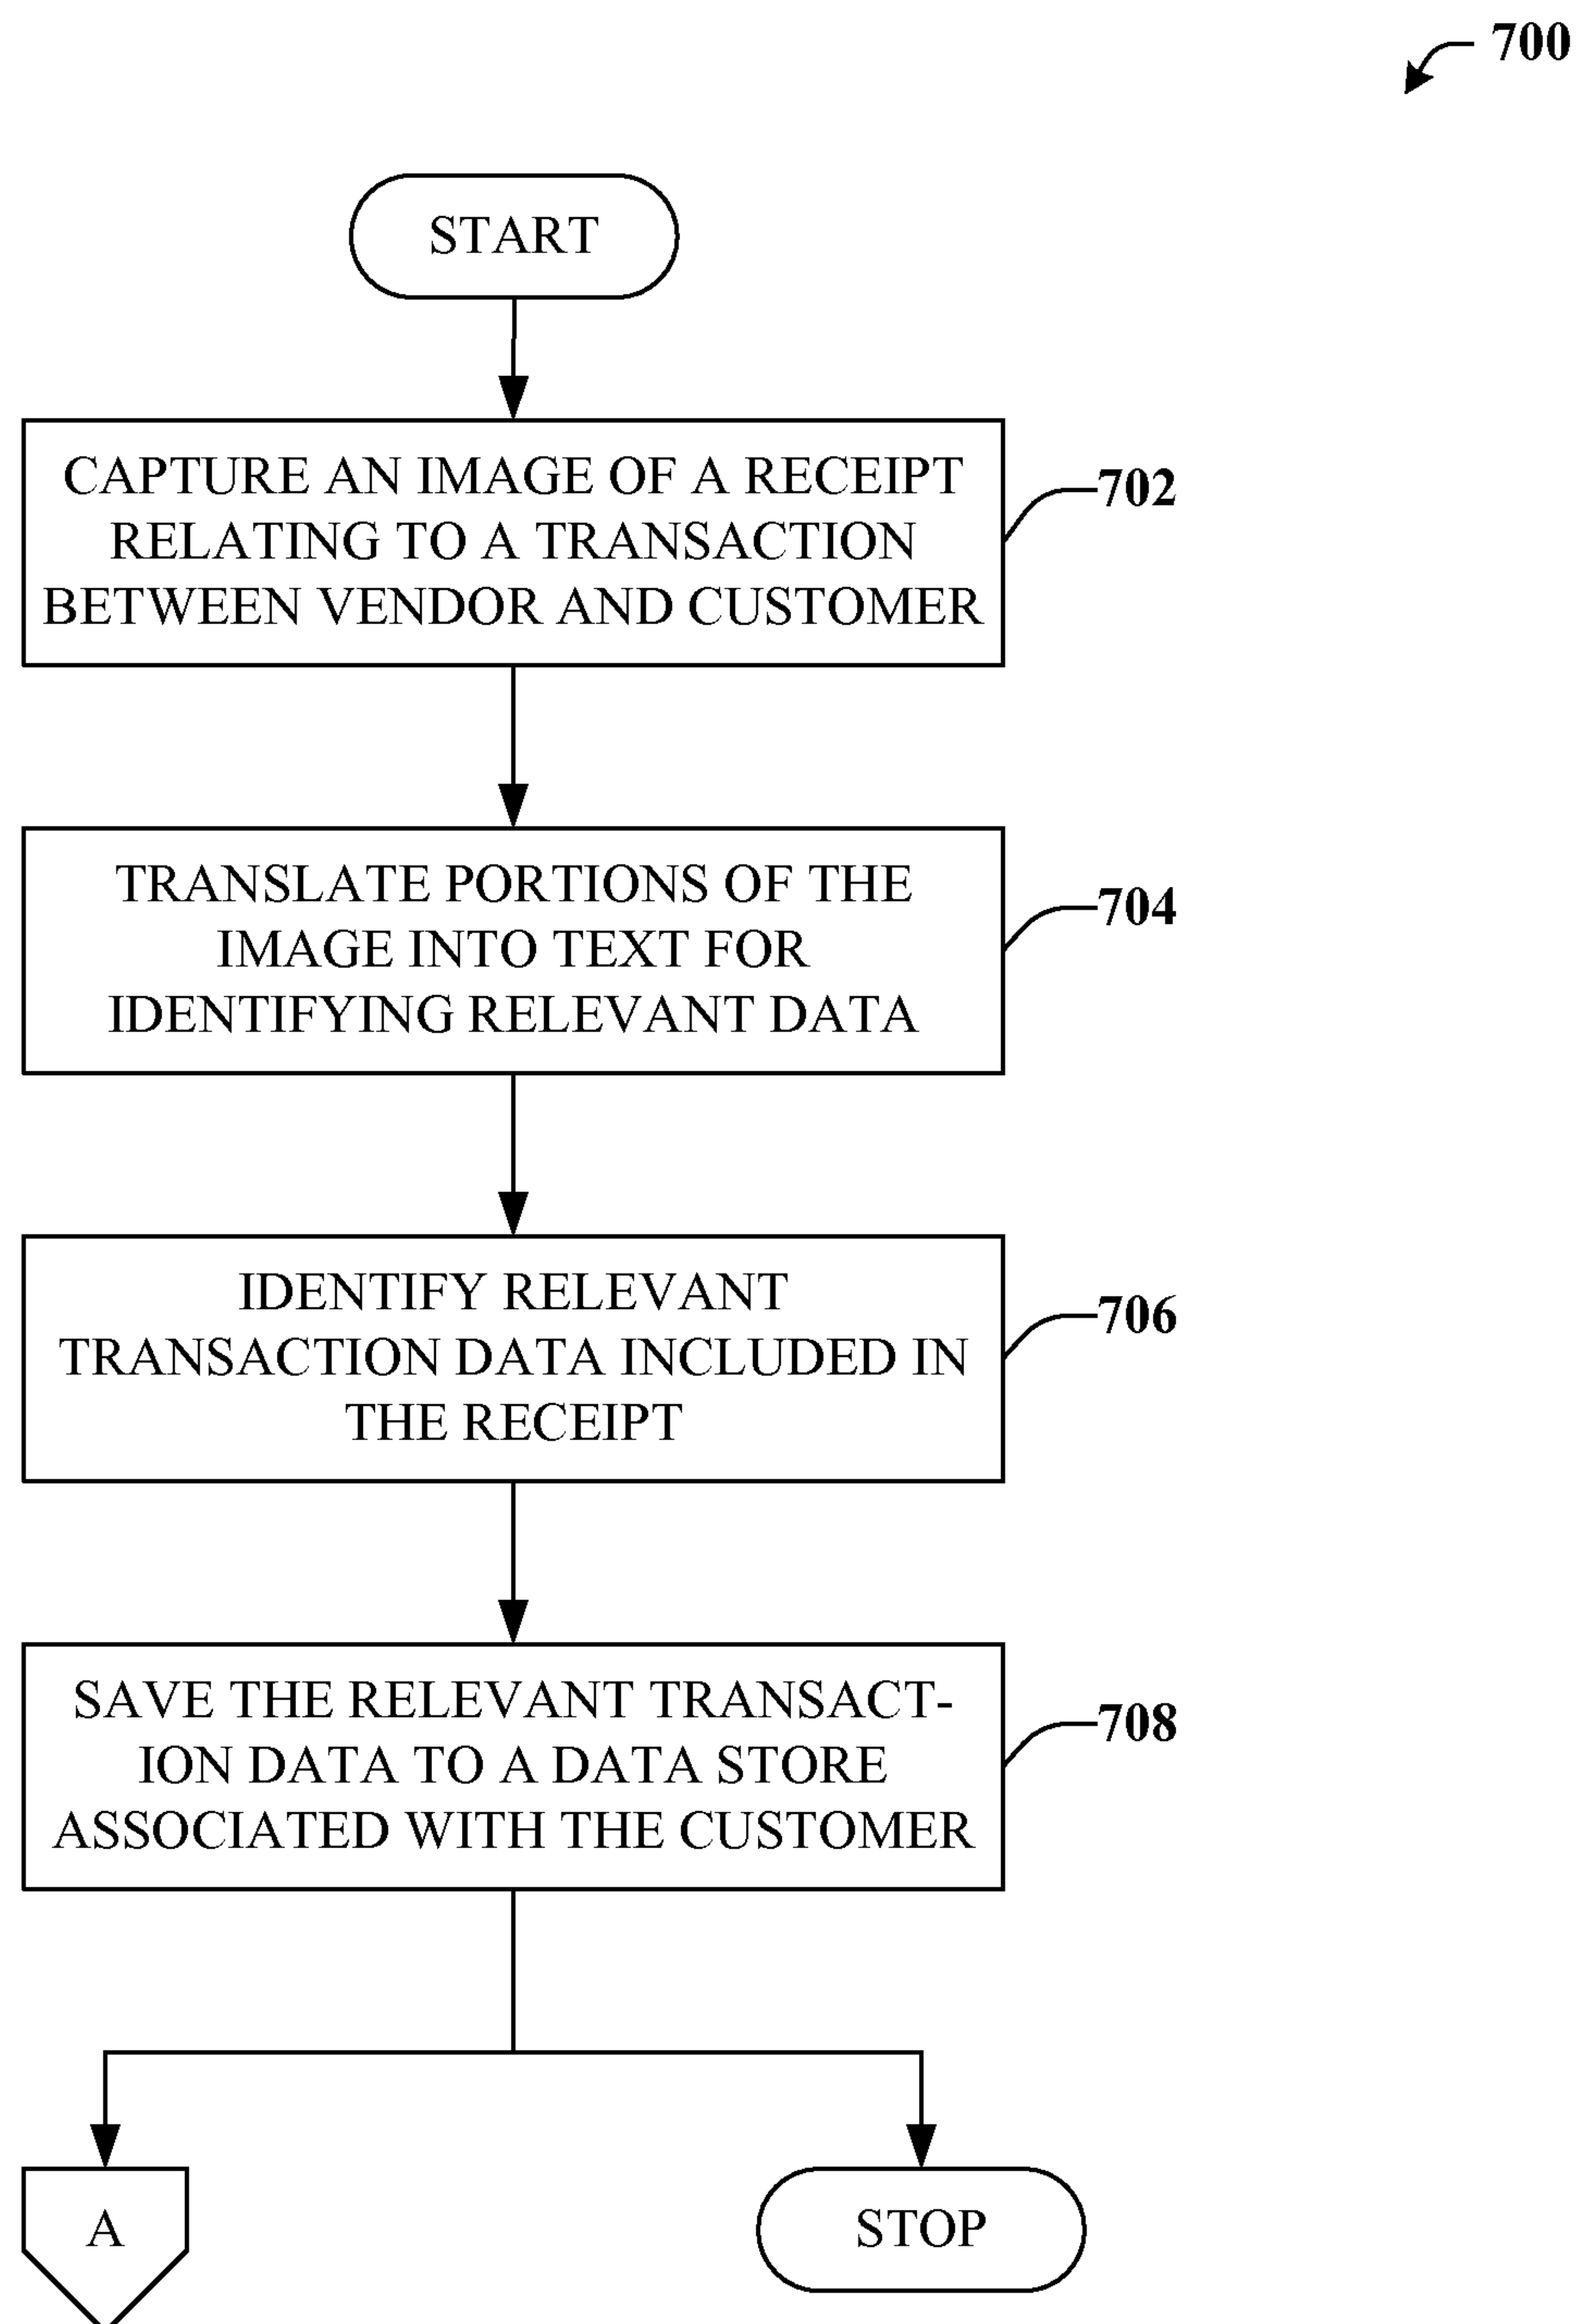 700
START
CAPTURE AN IMAGE OF A RECEIPT
RELATING TO A TRANSACTION
BETWEEN VENDOR AND CUSTOMER
702
TRANSLATE PORTIONS OF THE
IMAGE INTO TEXT FOR
IDENTIFYING RELEVANT DATA
704
IDENTIFY RELEVANT
TRANSACTION DATA INCLUDED IN
THE RECEIPT
706
SAVE THE RELEVANT TRANSACT-
ION DATA TO A DATA STORE
ASSOCIATED WITH THE CUSTOMER
708
A
STOP